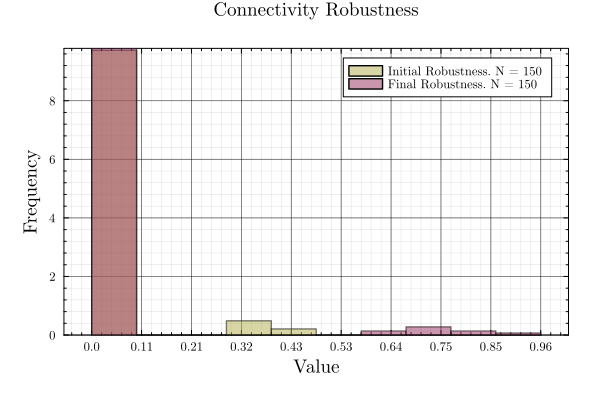 Connectivity Robustness
Initial Robustness. N = 150
Final Robustness. N = 150
Frequency
8
6
4
2
0
0.0 0.11 0.21 0.32 0.43 0.53 0.64 0.75 0.85 0.96
Value